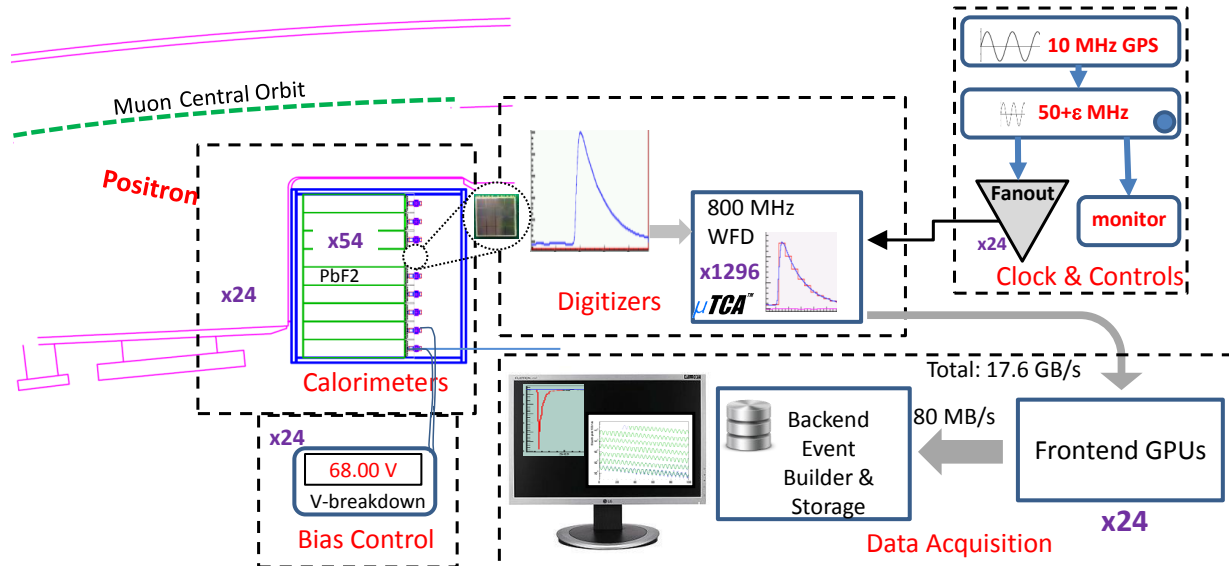 Muon Central Orbit
Positron
x54
PbF2
x24
Calorimeters
x24
68.00 V
V-breakdown
Bias Control
800 MHz
WFD
x1296
μTCA™
Digitizers
10 MHz GPS
50+ε MHz
Fanout
x24
monitor
Clock & Controls
Total: 17.6 GB/s
Backend
Event
Builder &
Storage
80 MB/s
Frontend GPUs
x24
Data Acquisition
LG